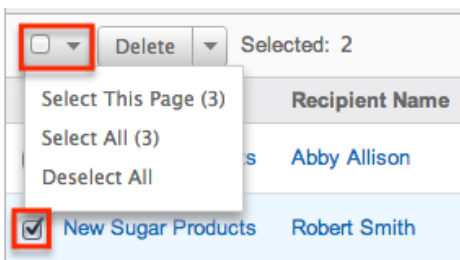 Delete Selected: 2
Select This Page (3)
Recipient Name
Select All (3)
s Abby Allison
Deselect All
New Sugar Products Robert Smith